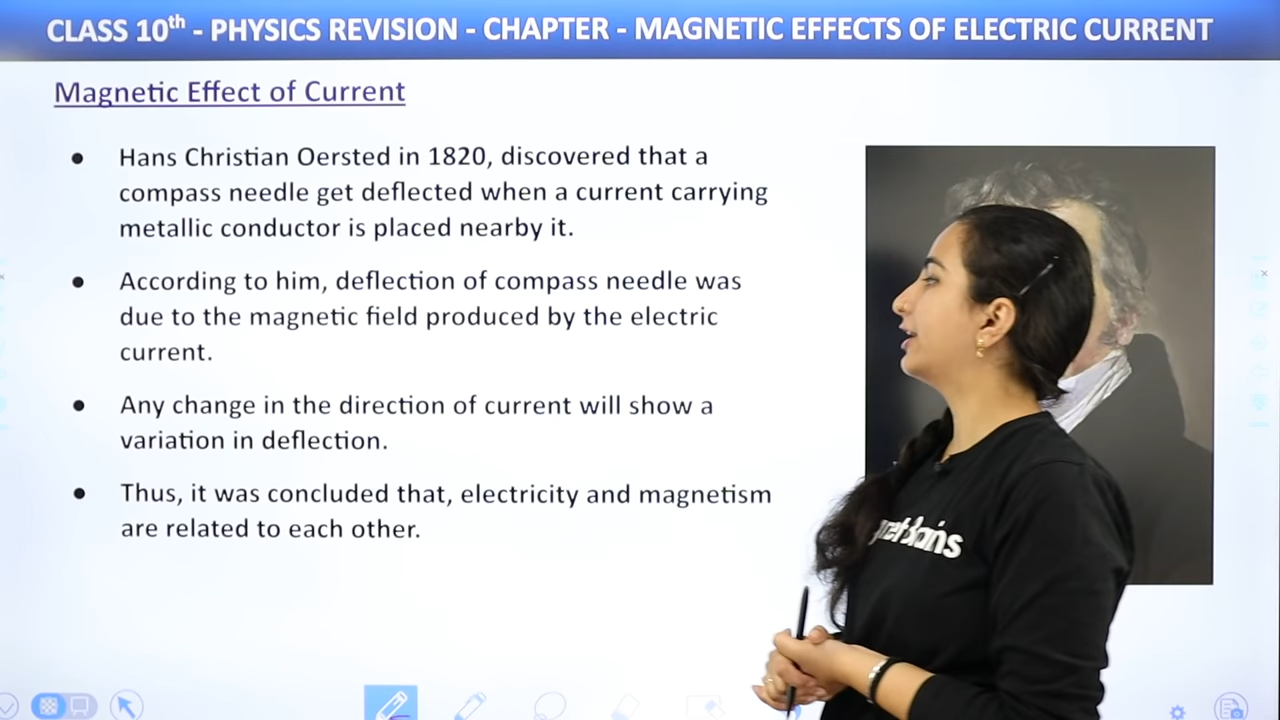 CLASS 10th - PHYSICS REVISION - CHAPTER - MAGNETIC EFFECTS OF ELECTRIC CURRENT
Magnetic Effect of Current
● Hans Christian Oersted in 1820, discovered that a
compass needle get deflected when a current carrying
metallic conductor is placed nearby it.
● According to him, deflection of compass needle was
due to the magnetic field produced by the electric
current.
● Any change in the direction of current will show a
variation in deflection.
● Thus, it was concluded that, electricity and magnetism
are related to each other.